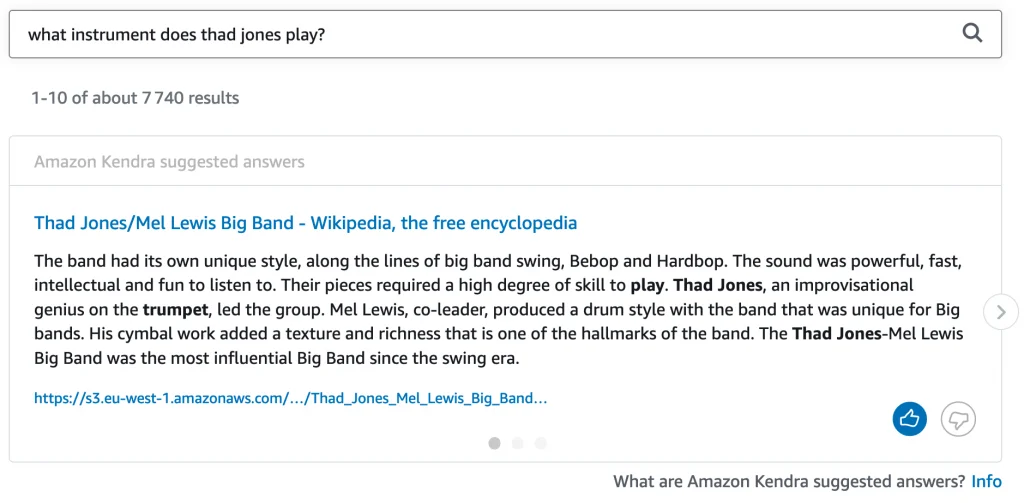 what instrument does thad jones play?
1-10 of about 7 740 results
Amazon Kendra suggested answers
Thad Jones/Mel Lewis Big Band - Wikipedia, the free encyclopedia
The band had its own unique style, along the lines of big band swing, Bebop and Hardbop. The sound was powerful, fast,
intellectual and fun to listen to. Their pieces required a high degree of skill to play. Thad Jones, an improvisational
genius on the trumpet, led the group. Mel Lewis, co-leader, produced a drum style with the band that was unique for Big
bands. His cymbal work added a texture and richness that is one of the hallmarks of the band. The Thad Jones-Mel Lewis
Big Band was the most influential Big Band since the swing era.
https://s3.eu-west-1.amazonaws.com/.../Thad_Jones_Mel_Lewis_Big_Band...
What are Amazon Kendra suggested answers? Info